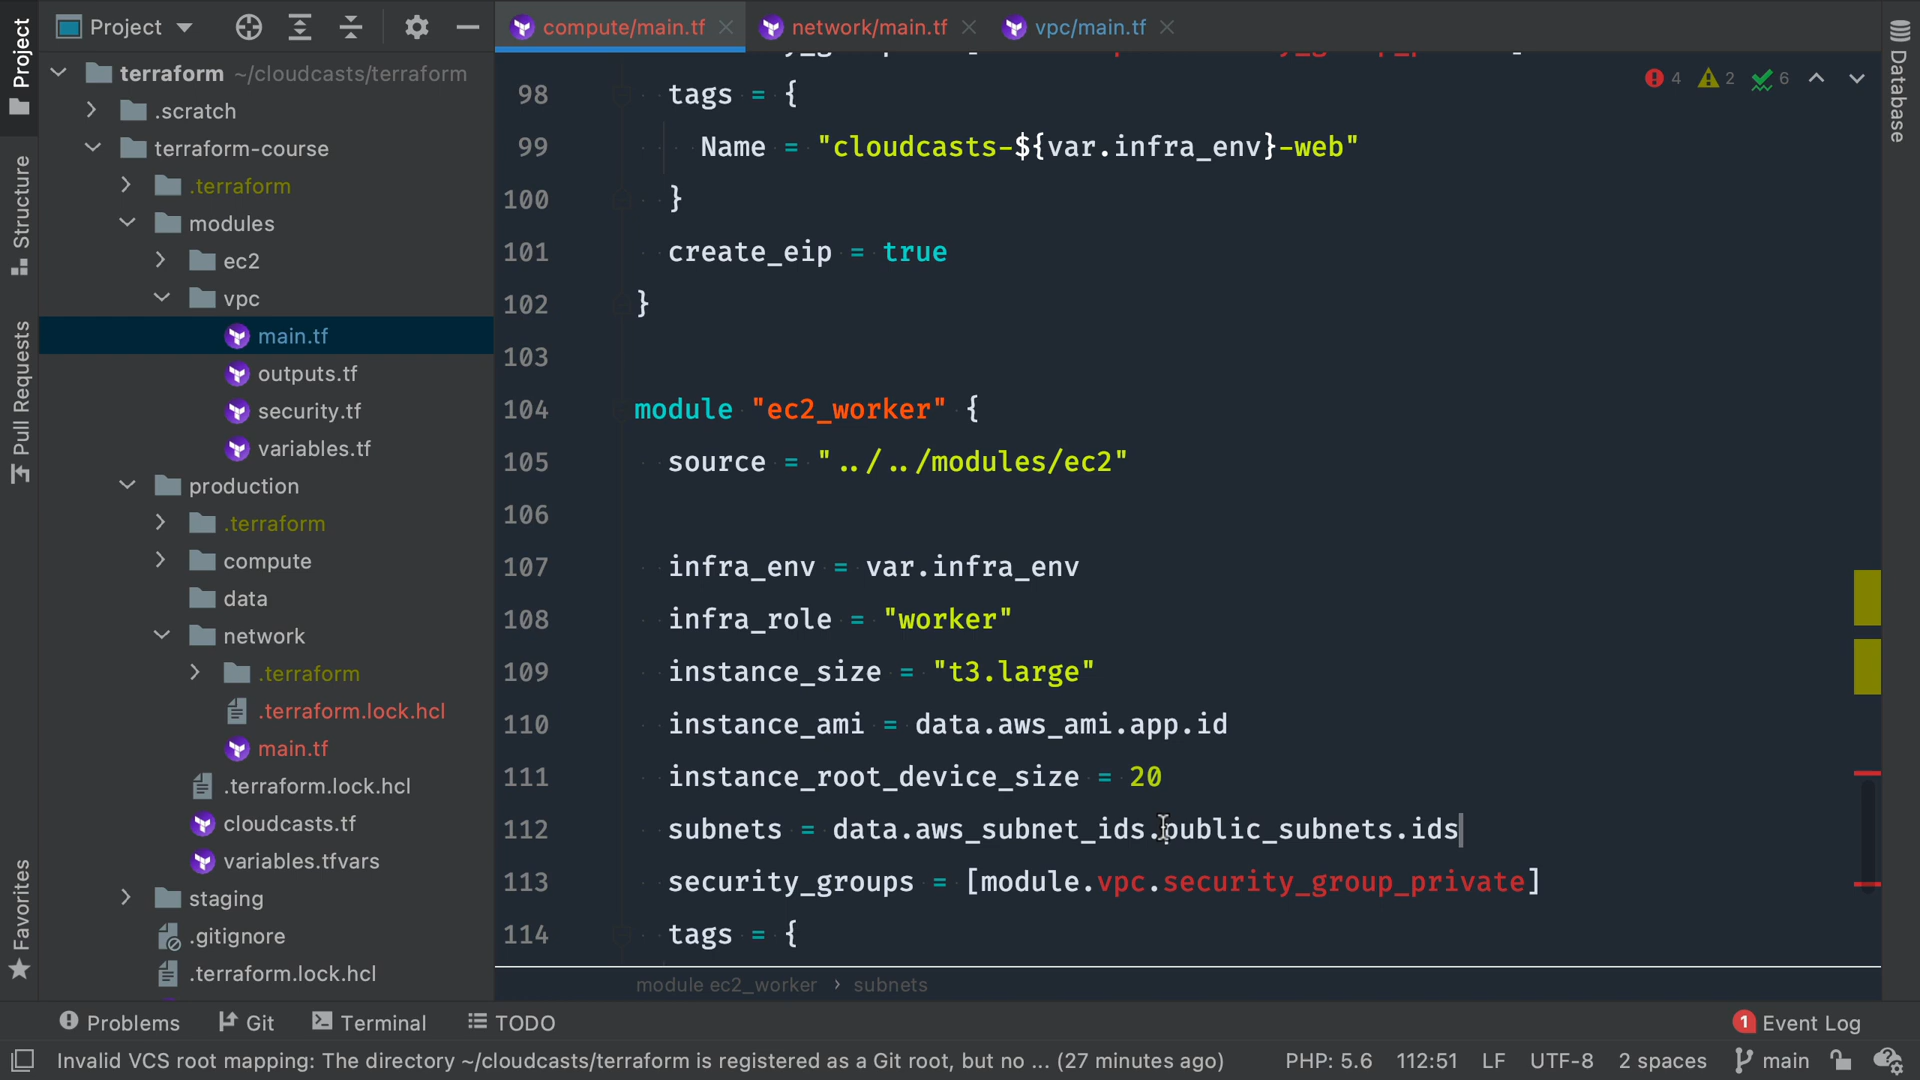 Project
Structure
Pull Requests
Favorites
Project
terraform ~/cloudcasts/terraform
.scratch
terraform-course
.terraform
modules
ec2
vpc
main.tf
outputs.tf
security.tf
variables.tf
production
.terraform
compute
data
network
.terraform
.terraform.lock.hcl
main.tf
.terraform.lock.hcl
cloudcasts.tf
variables.tfvars
staging
.gitignore
.terraform.lock.hcl
compute/main.tf
network/main.tf
vpc/main.tf
4 2 6
98 tags = {
99 Name = "cloudcasts-${var.infra_env}-web"
100 }
101 create_eip = true
102 }
103
104 module "ec2_worker" {
105 source = "../../modules/ec2"
106
107 infra_env = var.infra_env
108 infra_role = "worker"
109 instance_size = "t3.large"
110 instance_ami = data.aws_ami.app.id
111 instance_root_device_size = 20
112 subnets = data.aws_subnet_ids.public_subnets.ids
113 security_groups = [module.vpc.security_group_private]
114 tags = {
module ec2_worker › subnets
Database
Problems Git Terminal TODO
1 Event Log
Invalid VCS root mapping: The directory ~/cloudcasts/terraform is registered as a Git root, but no ... (27 minutes ago) PHP: 5.6 112:51 LF UTF-8 2 spaces main